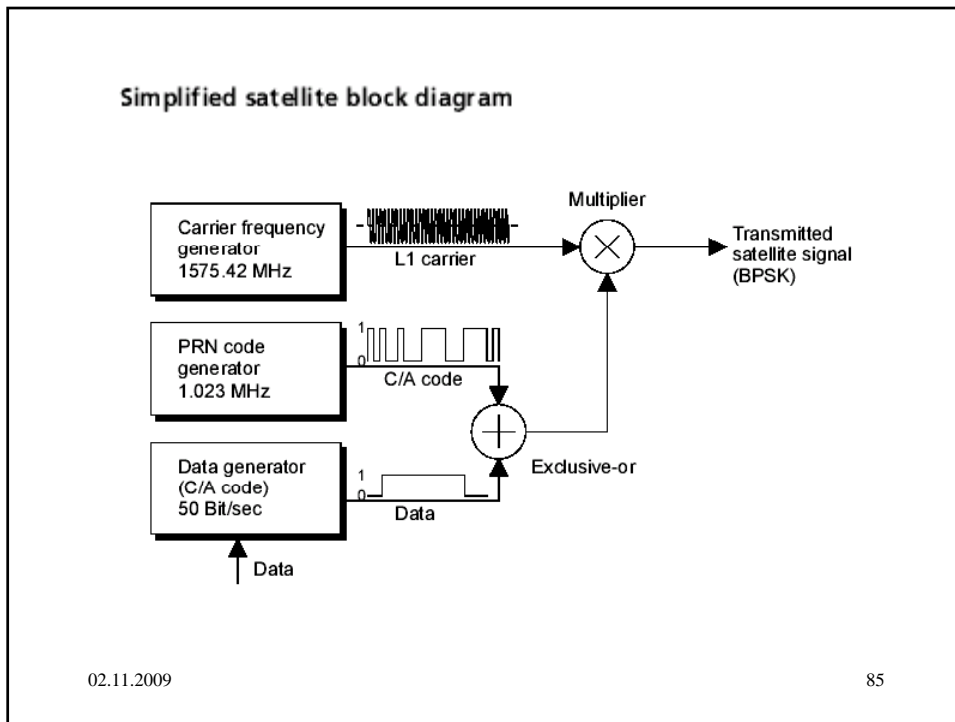 Simplified satellite block diagram
Carrier frequency
generator
1575.42 MHz
L1 carrier
Multiplier
Transmitted
satellite signal
(BPSK)
PRN code
generator
1.023 MHz
1
0
C/A code
Exclusive-or
Data generator
(C/A code)
50 Bit/sec
1
0
Data
Data
02.11.2009
85